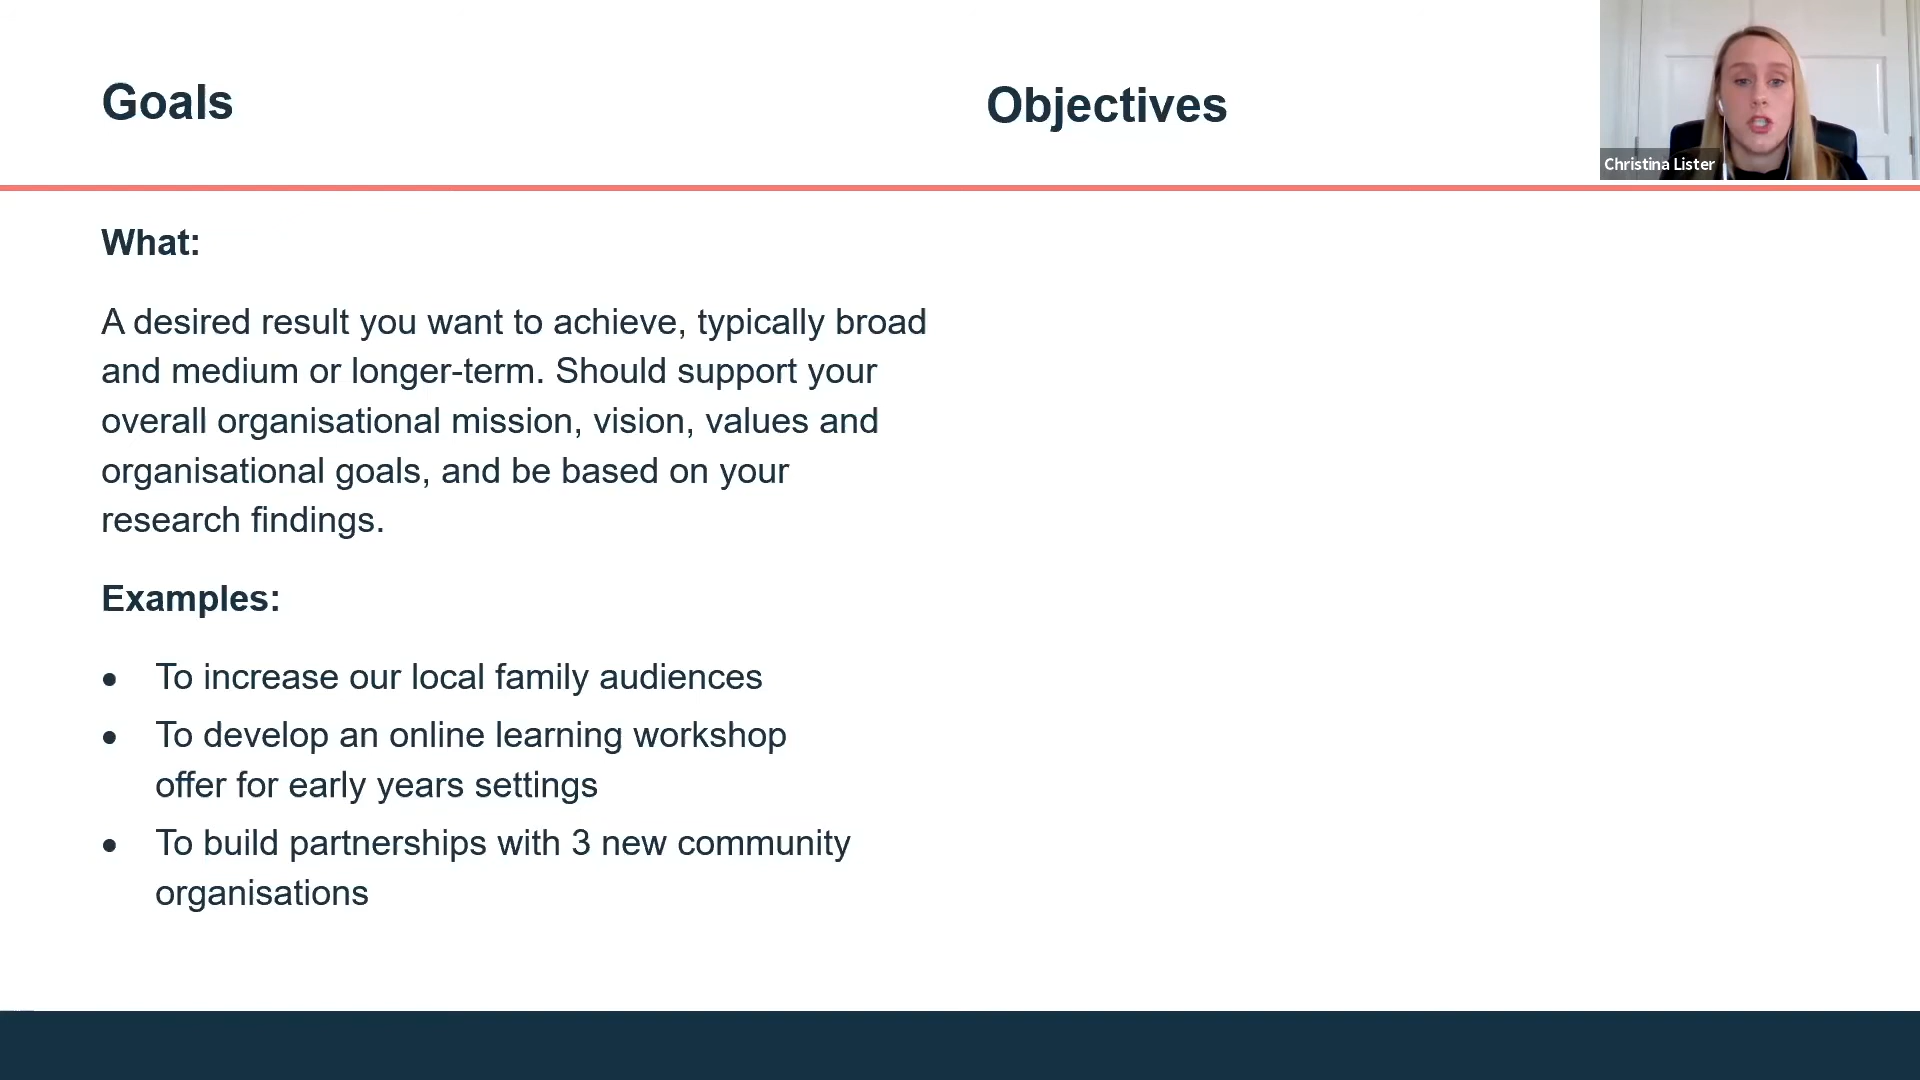 Goals
Objectives
Christina Lister
What:
A desired result you want to achieve, typically broad
and medium or longer-term. Should support your
overall organisational mission, vision, values and
organisational goals, and be based on your
research findings.
Examples:
• To increase our local family audiences
• To develop an online learning workshop
offer for early years settings
• To build partnerships with 3 new community
organisations